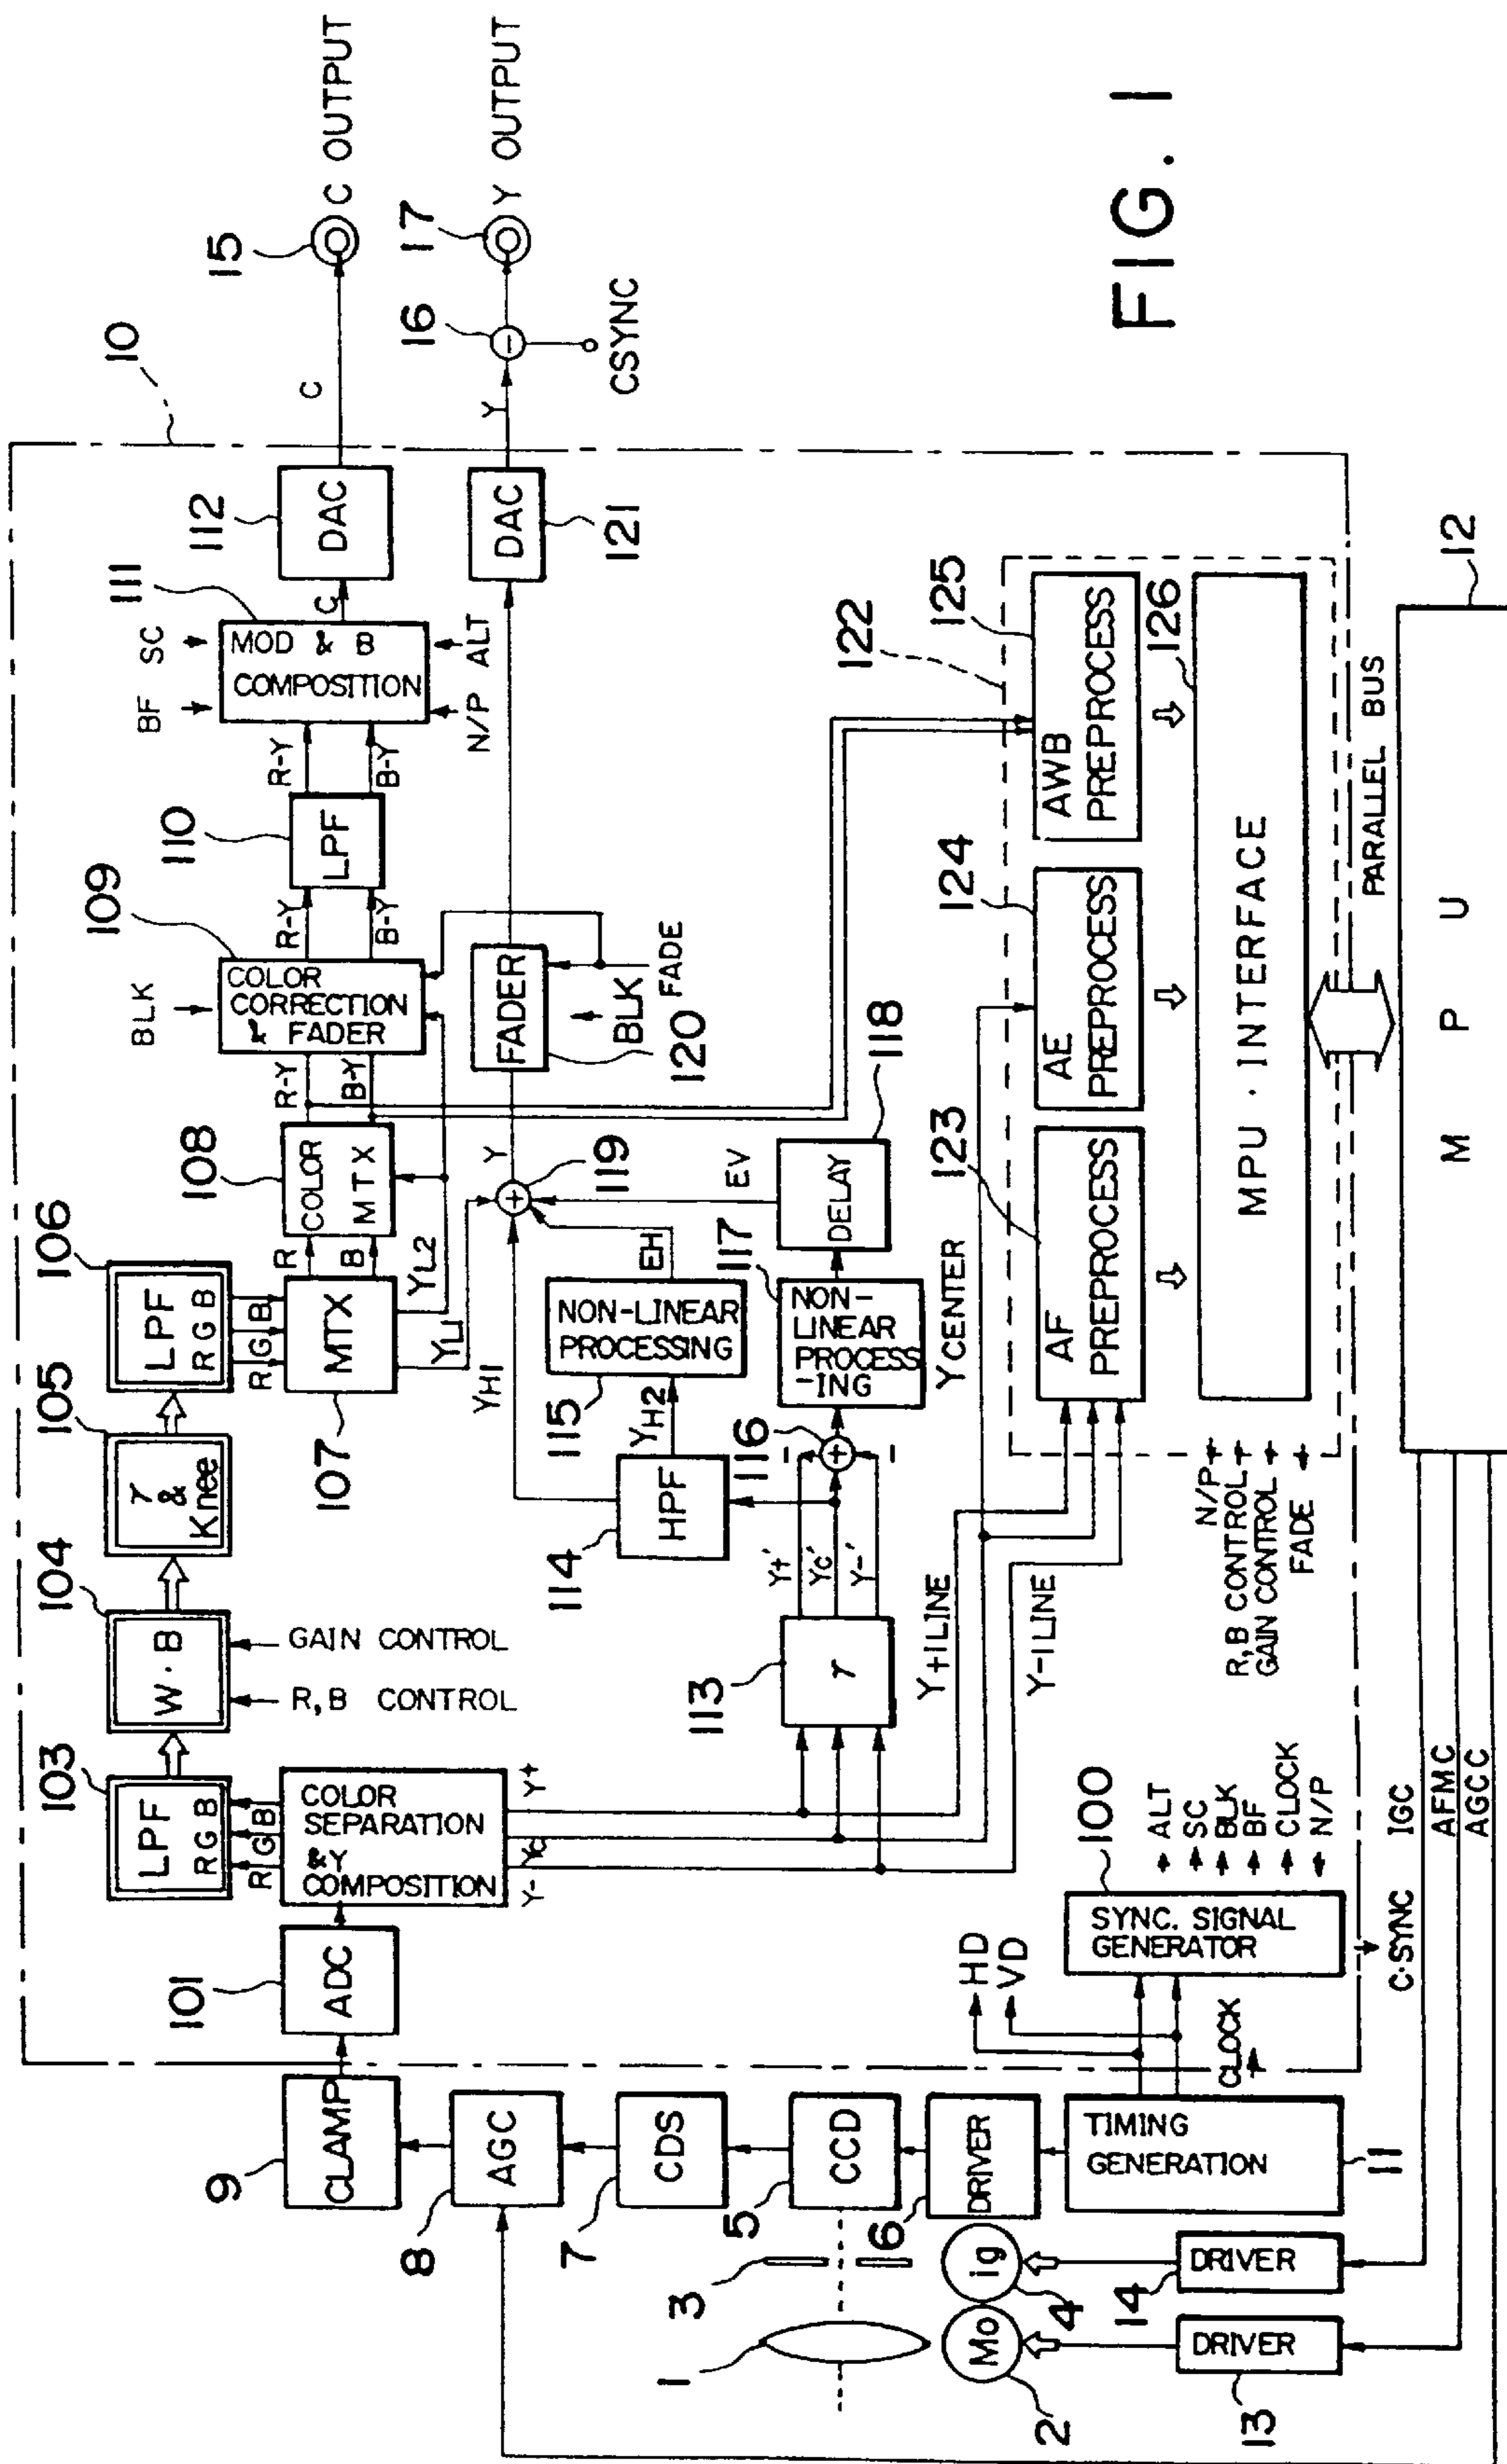 FIG. 1
10
15
C OUTPUT
17
Y OUTPUT
16
CSYNC
C
Y
103
LPF
R G B
R G B
104
W·B
GAIN CONTROL
R,B CONTROL
105
γ
&
Knee
106
LPF
R G B
R G B
107
MTX
R
B
YL1
YL2
108
COLOR
MTX
R-Y
B-Y
109
BLK
COLOR
CORRECTION
& FADER
R-Y
B-Y
110
LPF
R-Y
B-Y
111
BF
SC
MOD & B
COMPOSITION
N/P
ALT
C
112
DAC
121
DAC
101
ADC
COLOR
SEPARATION
&Y
COMPOSITION
Y-
Yc
Y+
113
γ
Y+'
Yc'
Y-'
114
HPF
YH1
YH2
115
NON-LINEAR
PROCESSING
EH
116
-
+
-
117
NON-
LINEAR
PROCESS
-ING
118
DELAY
EV
119
+
Y
120
FADER
BLK
FADE
Y CENTER
Y+1LINE
Y-1LINE
122
123
AF
PREPROCESS
124
AE
PREPROCESS
125
AWB
PREPROCESS
126
MPU · INTERFACE
N/P
R,B CONTROL
GAIN CONTROL
FADE
PARALLEL BUS
12
M P U
100
SYNC. SIGNAL
GENERATOR
ALT
SC
BLK
BF
CLOCK
N/P
HD
VD
CLOCK
C·SYNC
IGC
AFMC
AGCC
9
CLAMP
8
AGC
7
CDS
5
CCD
6
DRIVER
11
TIMING
GENERATION
1
3
2
Mo
4
ig
13
DRIVER
14
DRIVER